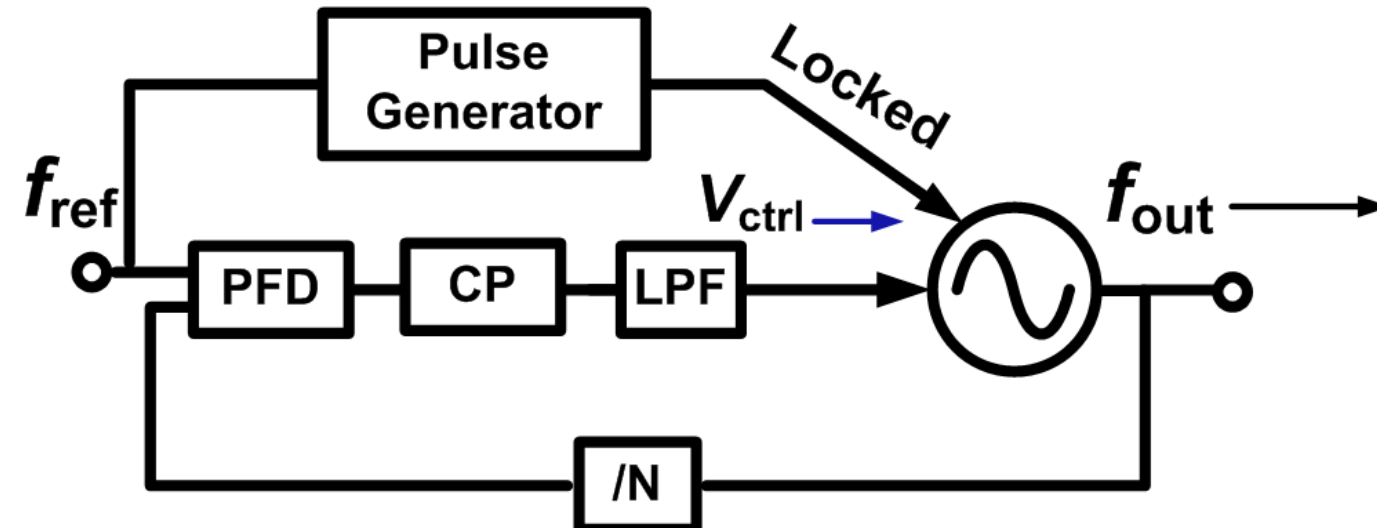 Pulse
Generator
Locked
fref
Vctrl
fout
PFD
CP
LPF
/N